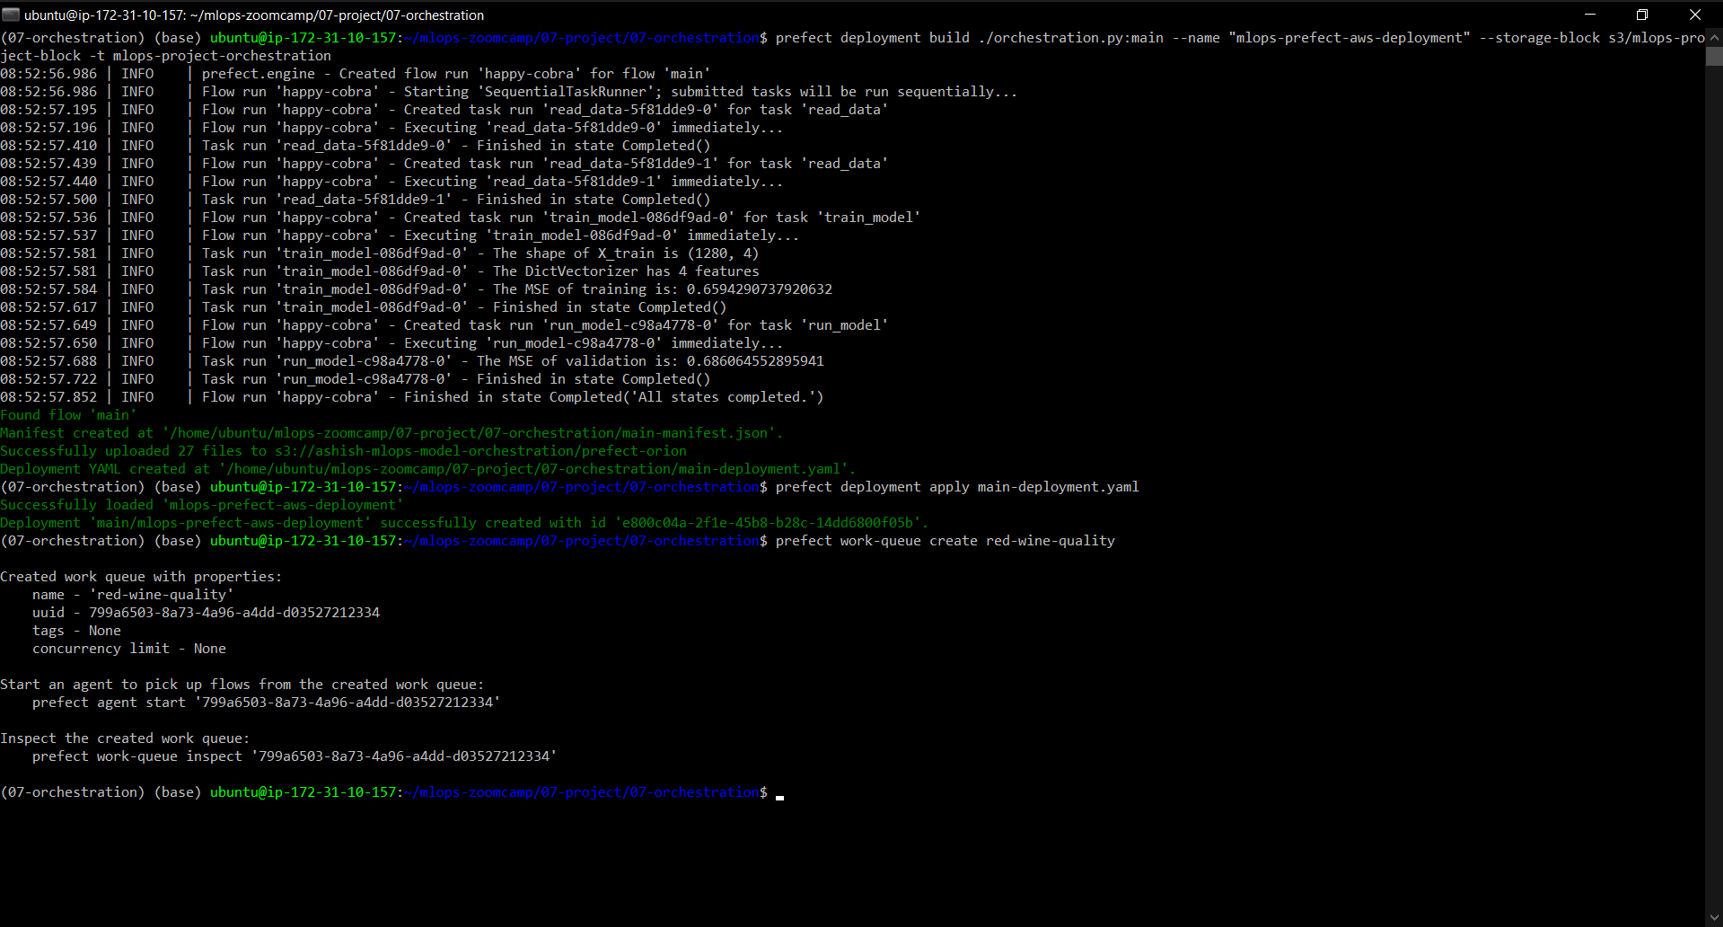 ubuntu@ip-172-31-10-157: ~/mlops-zoomcamp/07-project/07-orchestration
(07-orchestration) (base) ubuntu@ip-172-31-10-157:~/mlops-zoomcamp/07-project/07-orchestration$ prefect deployment build ./orchestration.py:main --name "mlops-prefect-aws-deployment" --storage-block s3/mlops-pro
ject-block -t mlops-project-orchestration
08:52:56.986 | INFO    | prefect.engine - Created flow run 'happy-cobra' for flow 'main'
08:52:56.986 | INFO    | Flow run 'happy-cobra' - Starting 'SequentialTaskRunner'; submitted tasks will be run sequentially...
08:52:57.195 | INFO    | Flow run 'happy-cobra' - Created task run 'read_data-5f81dde9-0' for task 'read_data'
08:52:57.196 | INFO    | Flow run 'happy-cobra' - Executing 'read_data-5f81dde9-0' immediately...
08:52:57.410 | INFO    | Task run 'read_data-5f81dde9-0' - Finished in state Completed()
08:52:57.439 | INFO    | Flow run 'happy-cobra' - Created task run 'read_data-5f81dde9-1' for task 'read_data'
08:52:57.440 | INFO    | Flow run 'happy-cobra' - Executing 'read_data-5f81dde9-1' immediately...
08:52:57.500 | INFO    | Task run 'read_data-5f81dde9-1' - Finished in state Completed()
08:52:57.536 | INFO    | Flow run 'happy-cobra' - Created task run 'train_model-086df9ad-0' for task 'train_model'
08:52:57.537 | INFO    | Flow run 'happy-cobra' - Executing 'train_model-086df9ad-0' immediately...
08:52:57.581 | INFO    | Task run 'train_model-086df9ad-0' - The shape of X_train is (1280, 4)
08:52:57.581 | INFO    | Task run 'train_model-086df9ad-0' - The DictVectorizer has 4 features
08:52:57.584 | INFO    | Task run 'train_model-086df9ad-0' - The MSE of training is: 0.6594290737920632
08:52:57.617 | INFO    | Task run 'train_model-086df9ad-0' - Finished in state Completed()
08:52:57.649 | INFO    | Flow run 'happy-cobra' - Created task run 'run_model-c98a4778-0' for task 'run_model'
08:52:57.650 | INFO    | Flow run 'happy-cobra' - Executing 'run_model-c98a4778-0' immediately...
08:52:57.688 | INFO    | Task run 'run_model-c98a4778-0' - The MSE of validation is: 0.686064552895941
08:52:57.722 | INFO    | Task run 'run_model-c98a4778-0' - Finished in state Completed()
08:52:57.852 | INFO    | Flow run 'happy-cobra' - Finished in state Completed('All states completed.')
Found flow 'main'
Manifest created at '/home/ubuntu/mlops-zoomcamp/07-project/07-orchestration/main-manifest.json'.
Successfully uploaded 27 files to s3://ashish-mlops-model-orchestration/prefect-orion
Deployment YAML created at '/home/ubuntu/mlops-zoomcamp/07-project/07-orchestration/main-deployment.yaml'.
(07-orchestration) (base) ubuntu@ip-172-31-10-157:~/mlops-zoomcamp/07-project/07-orchestration$ prefect deployment apply main-deployment.yaml
Successfully loaded 'mlops-prefect-aws-deployment'
Deployment 'main/mlops-prefect-aws-deployment' successfully created with id 'e800c04a-2f1e-45b8-b28c-14dd6800f05b'.
(07-orchestration) (base) ubuntu@ip-172-31-10-157:~/mlops-zoomcamp/07-project/07-orchestration$ prefect work-queue create red-wine-quality
Created work queue with properties:
    name - 'red-wine-quality'
    uuid - 799a6503-8a73-4a96-a4dd-d03527212334
    tags - None
    concurrency limit - None
Start an agent to pick up flows from the created work queue:
    prefect agent start '799a6503-8a73-4a96-a4dd-d03527212334'
Inspect the created work queue:
    prefect work-queue inspect '799a6503-8a73-4a96-a4dd-d03527212334'
(07-orchestration) (base) ubuntu@ip-172-31-10-157:~/mlops-zoomcamp/07-project/07-orchestration$